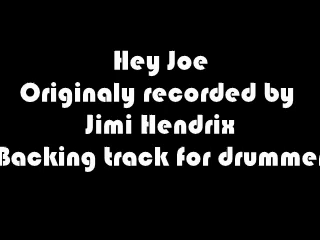 Hey Joe
Originaly recorded by
Jimi Hendrix
Backing track for drummer